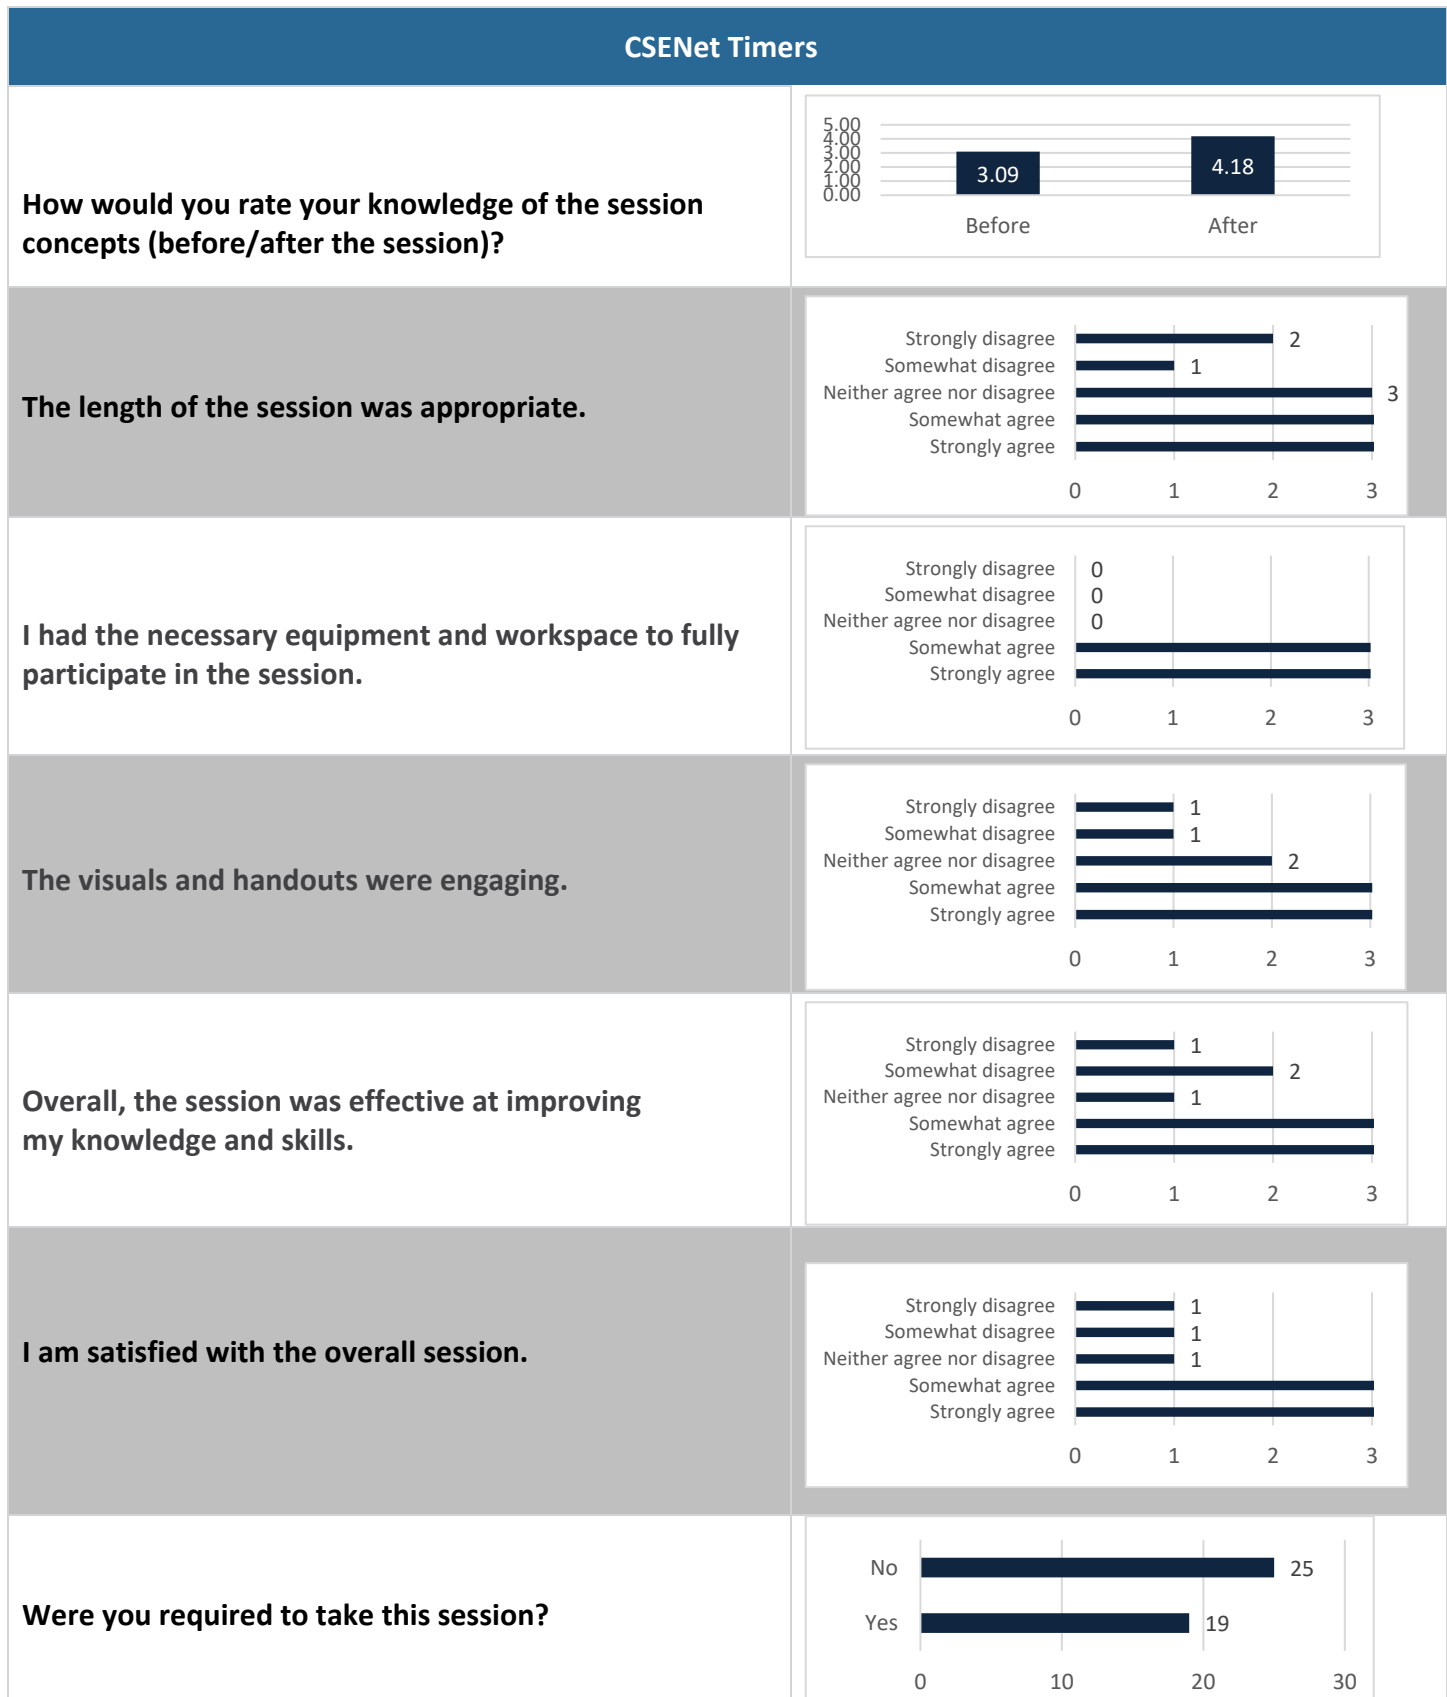 CSENet Timers
How would you rate your knowledge of the session
concepts (before/after the session)?
5.00
4.00
3.00
2.00
1.00
0.00
3.09
4.18
Before
After
The length of the session was appropriate.
Strongly disagree
2
Somewhat disagree
1
Neither agree nor disagree
3
Somewhat agree
Strongly agree
0 1 2 3
I had the necessary equipment and workspace to fully
participate in the session.
Strongly disagree
0
Somewhat disagree
0
Neither agree nor disagree
0
Somewhat agree
Strongly agree
0 1 2 3
The visuals and handouts were engaging.
Strongly disagree
1
Somewhat disagree
1
Neither agree nor disagree
2
Somewhat agree
Strongly agree
0 1 2 3
Overall, the session was effective at improving
my knowledge and skills.
Strongly disagree
1
Somewhat disagree
2
Neither agree nor disagree
1
Somewhat agree
Strongly agree
0 1 2 3
I am satisfied with the overall session.
Strongly disagree
1
Somewhat disagree
1
Neither agree nor disagree
1
Somewhat agree
Strongly agree
0 1 2 3
Were you required to take this session?
No
25
Yes
19
0 10 20 30